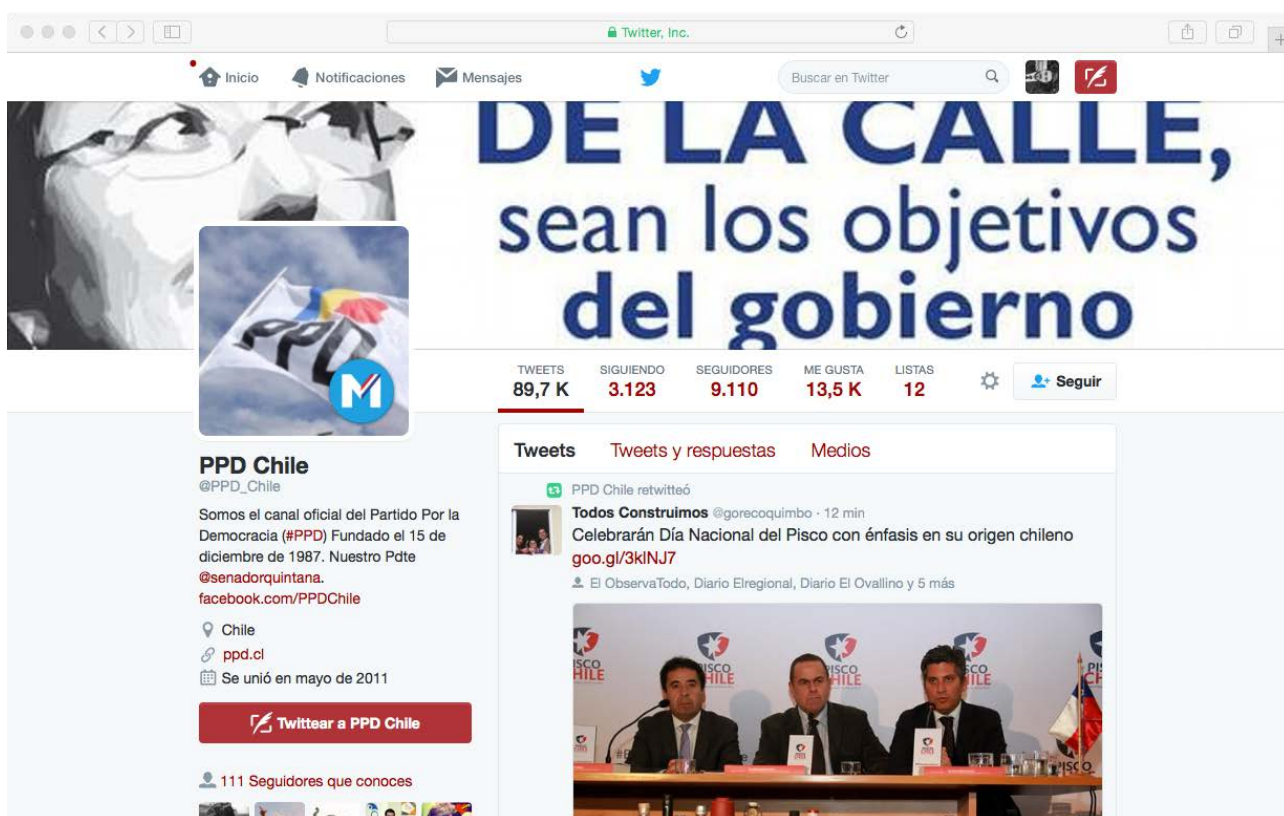 Twitter, Inc.
Inicio
Notificaciones
Mensajes
Buscar en Twitter
DE LA CALLE,
sean los objetivos
del gobierno
PPD
M
TWEETS
89,7 K
SIGUIENDO
3.123
SEGUIDORES
9.110
ME GUSTA
13,5 K
LISTAS
12
Seguir
PPD Chile
@PPD_Chile
Somos el canal oficial del Partido Por la
Democracia (#PPD) Fundado el 15 de
diciembre de 1987. Nuestro Pdte
@senadorquintana.
facebook.com/PPDChile
Chile
ppd.cl
Se unió en mayo de 2011
Twittear a PPD Chile
111 Seguidores que conoces
Tweets Tweets y respuestas Medios
PPD Chile retwitteó
Todos Construimos @gorecoquimbo · 12 min
Celebrarán Día Nacional del Pisco con énfasis en su origen chileno
goo.gl/3kINJ7
El ObservaTodo, Diario Elregional, Diario El Ovallino y 5 más
PISCO
CHILE